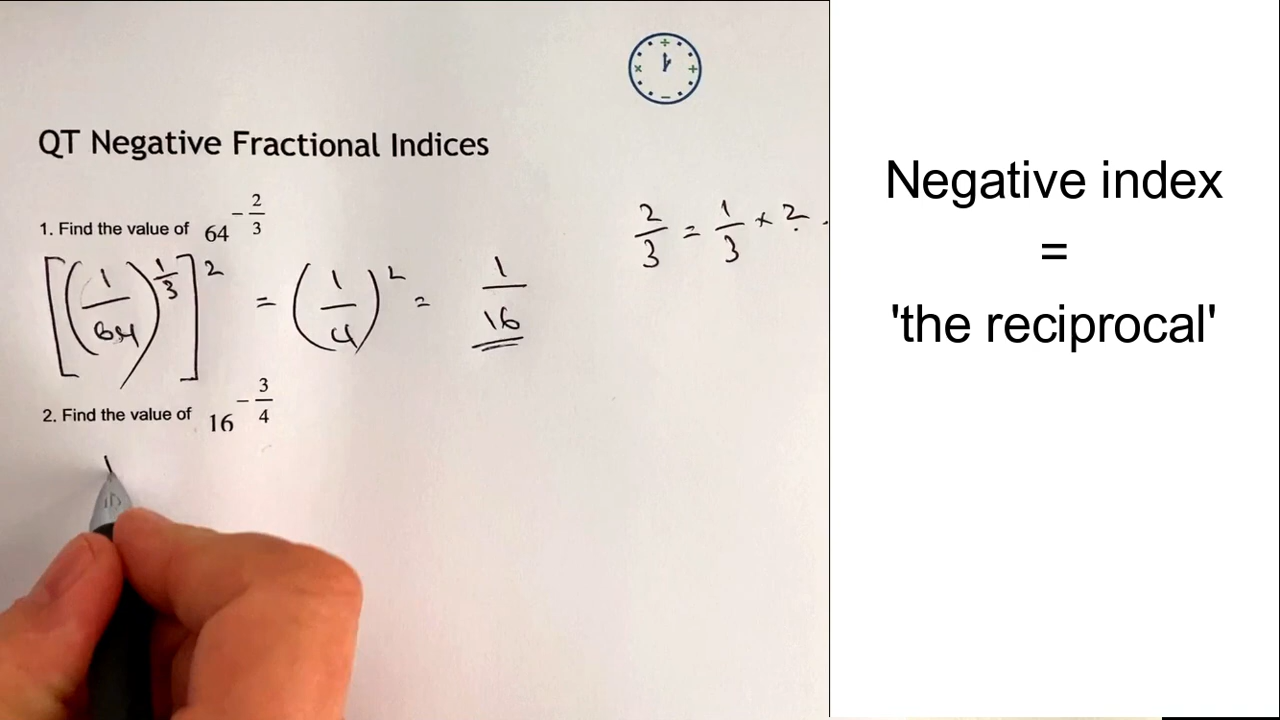 QT Negative Fractional Indices
1. Find the value of 64^(-2/3)
[(1/64)^(1/3)]^2 = (1/4)^2 = 1/16
2/3 = 1/3 × 2.
2. Find the value of 16^(-3/4)
1
Negative index
=
'the reciprocal'